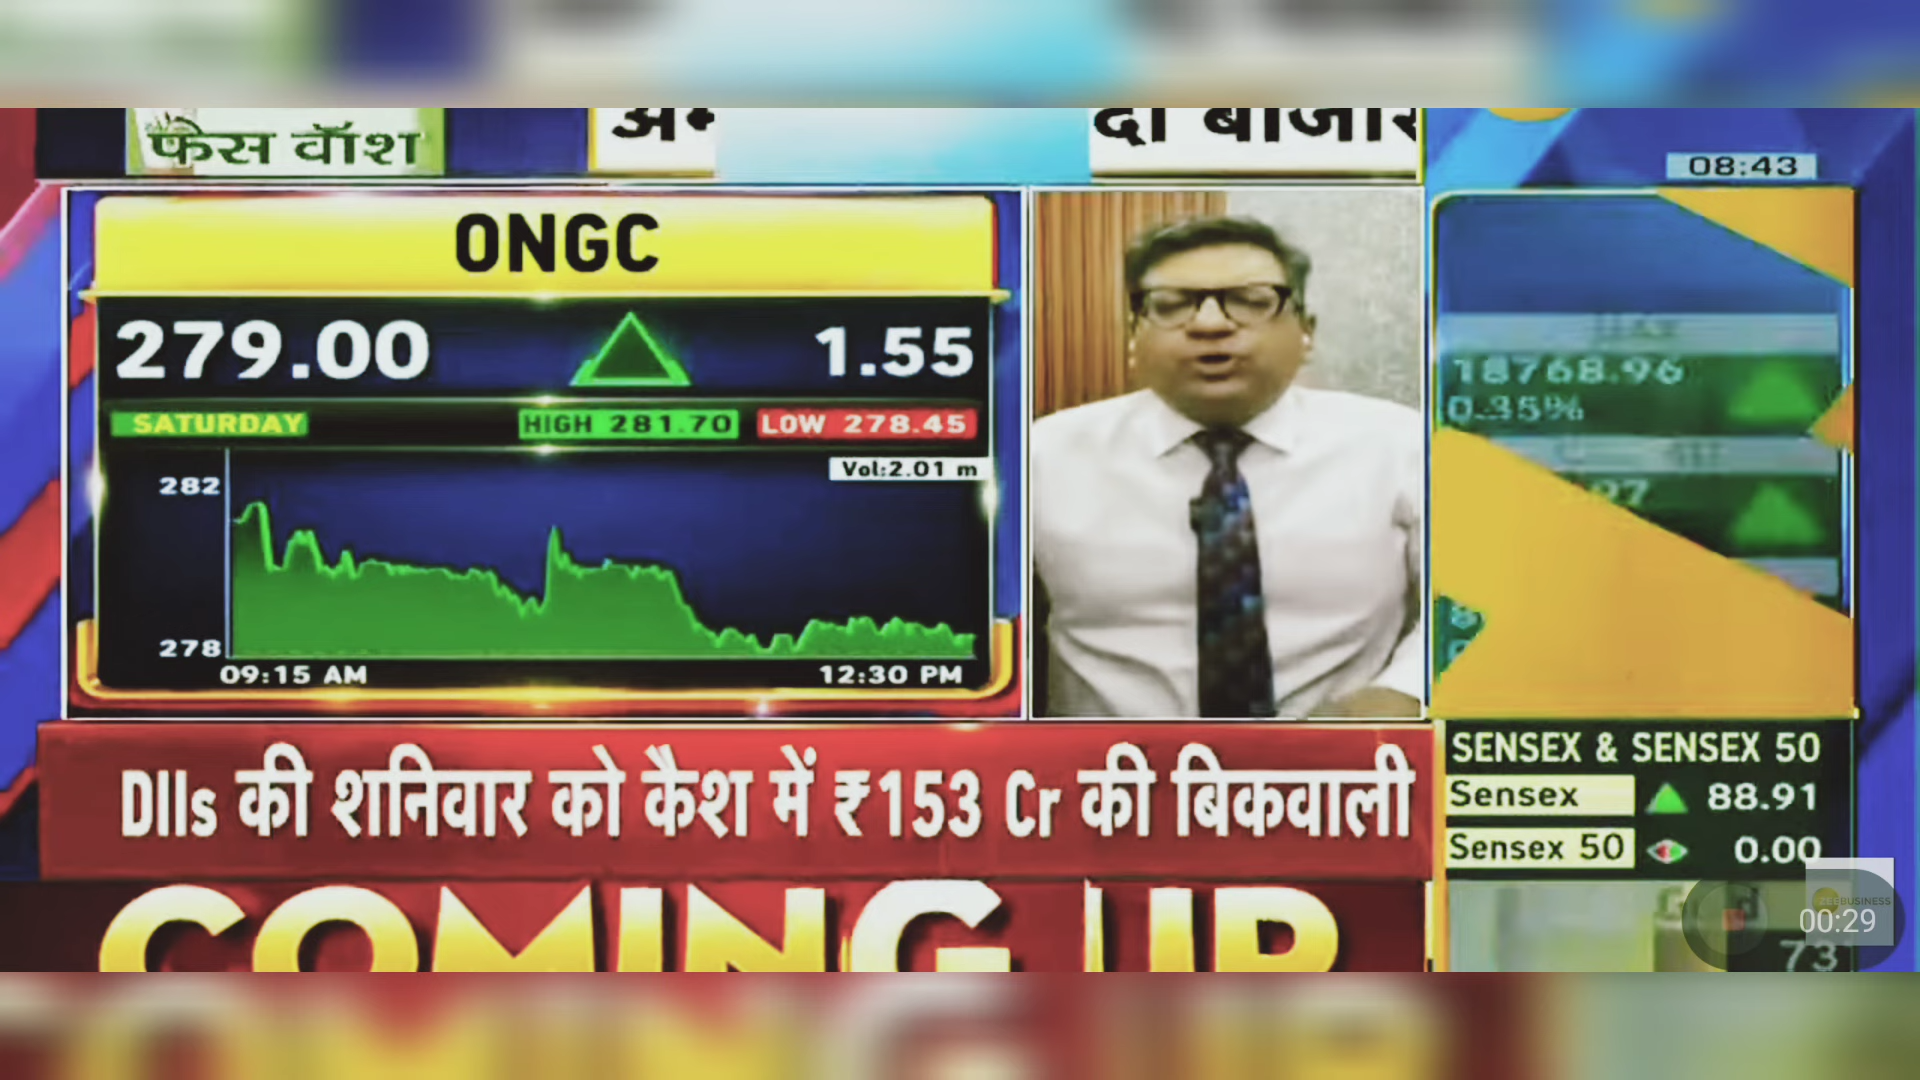 फेस वॉश
दो बाजार
08:43
ONGC
279.00 1.55
SATURDAY HIGH 281.70 LOW 278.45
Vol:2.01 m
282
278
09:15 AM 12:30 PM
18768.96
0.35%
DIIs की शनिवार को कैश में ₹153 Cr की बिकवाली
SENSEX & SENSEX 50
Sensex 88.91
Sensex 50 0.00
COMING UP
ZEEBUSINESS
00:29
73